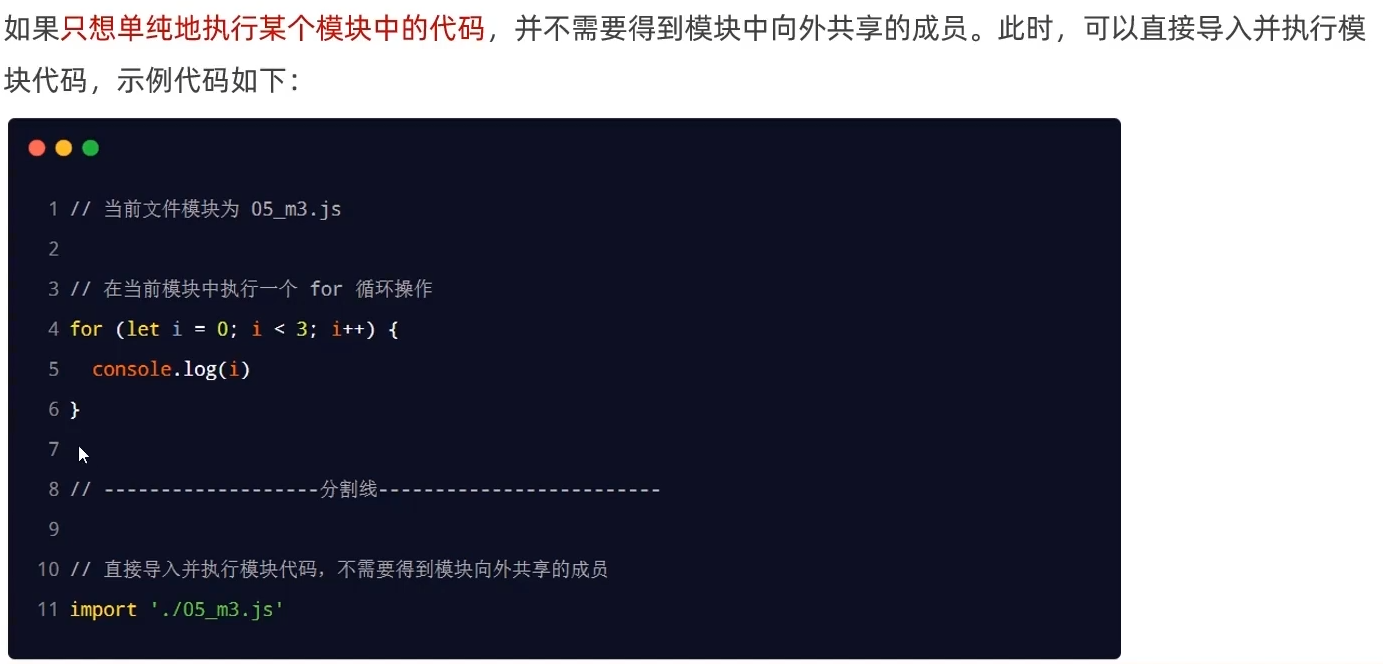 如果只想单纯地执行某个模块中的代码，并不需要得到模块中向外共享的成员。此时，可以直接导入并执行模
块代码，示例代码如下：
1 // 当前文件模块为 05_m3.js
2
3 // 在当前模块中执行一个 for 循环操作
4 for (let i = 0; i < 3; i++) {
5   console.log(i)
6 }
7
8 // -------------------分割线-------------------------
9
10 // 直接导入并执行模块代码，不需要得到模块向外共享的成员
11 import './05_m3.js'